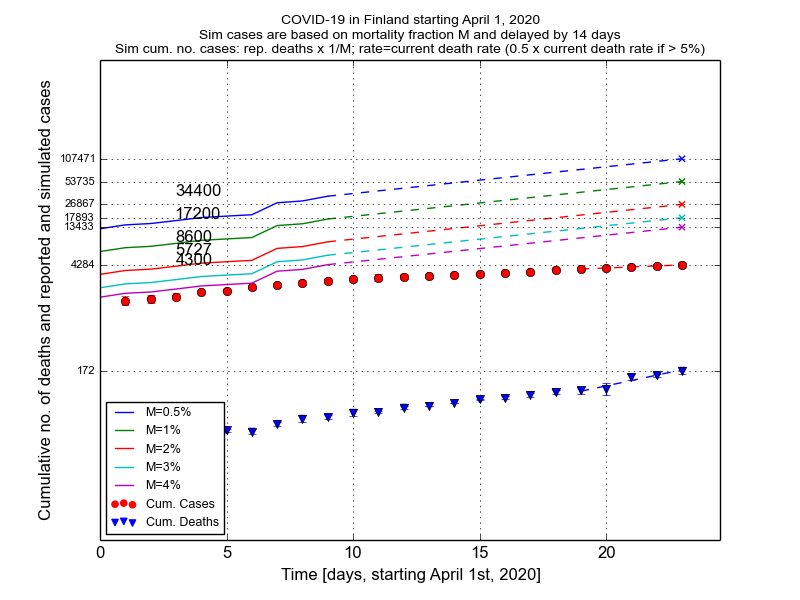 COVID-19 in Finland starting April 1, 2020
Sim cases are based on mortality fraction M and delayed by 14 days
Sim cum. no. cases: rep. deaths x 1/M; rate=current death rate (0.5 x current death rate if > 5%)
Cumulative no. of deaths and reported and simulated cases
107471
53735
26867
17893
13433
4284
172
34400
17200
8600
5727
4300
M=0.5%
M=1%
M=2%
M=3%
M=4%
Cum. Cases
Cum. Deaths
0
5
10
15
20
Time [days, starting April 1st, 2020]